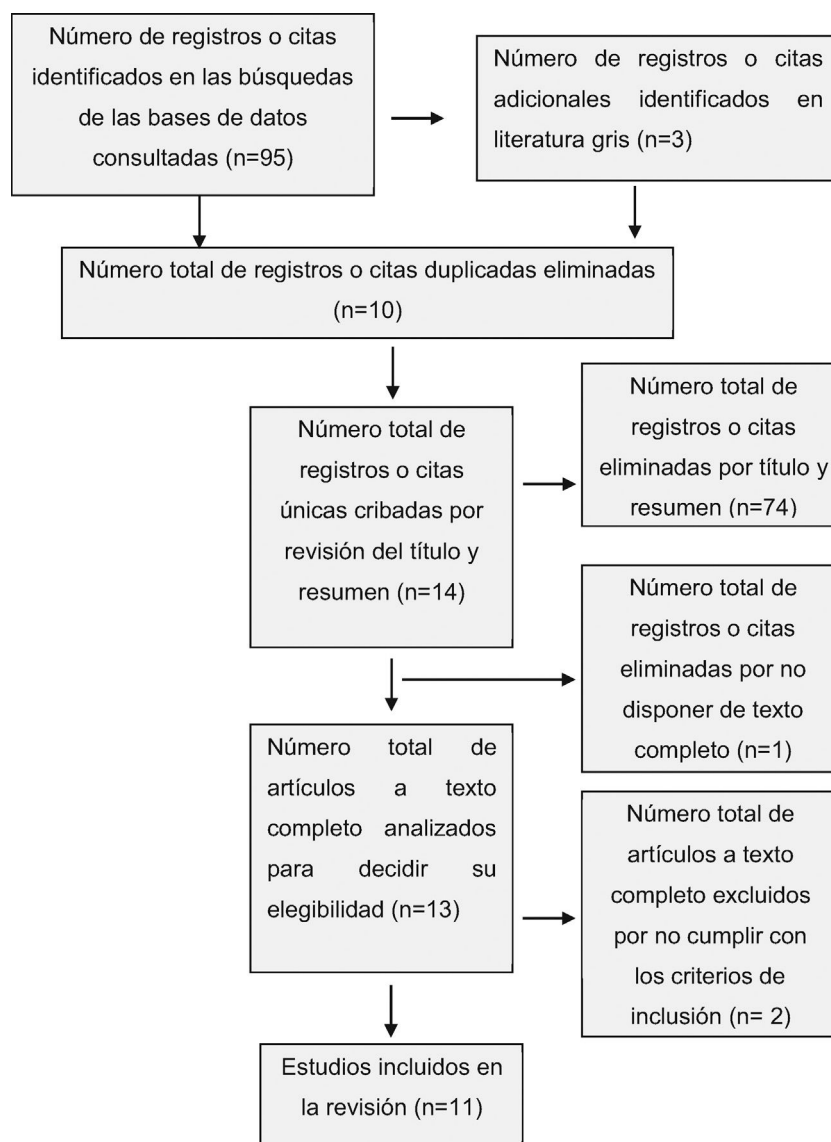 Número de registros o citas
identificados en las búsquedas
de las bases de datos
consultadas (n=95)
Número de registros o citas
adicionales identificados en
literatura gris (n=3)
Número total de registros o citas duplicadas eliminadas
(n=10)
Número total de
registros o citas
únicas cribadas por
revisión del título y
resumen (n=14)
Número total de
registros o citas
eliminadas por título y
resumen (n=74)
Número total de
registros o citas
eliminadas por no
disponer de texto
completo (n=1)
Número total de
artículos a texto
completo analizados
para decidir su
elegibilidad (n=13)
Número total de
artículos a texto
completo excluidos
por no cumplir con
los criterios de
inclusión (n= 2)
Estudios incluidos en
la revisión (n=11)